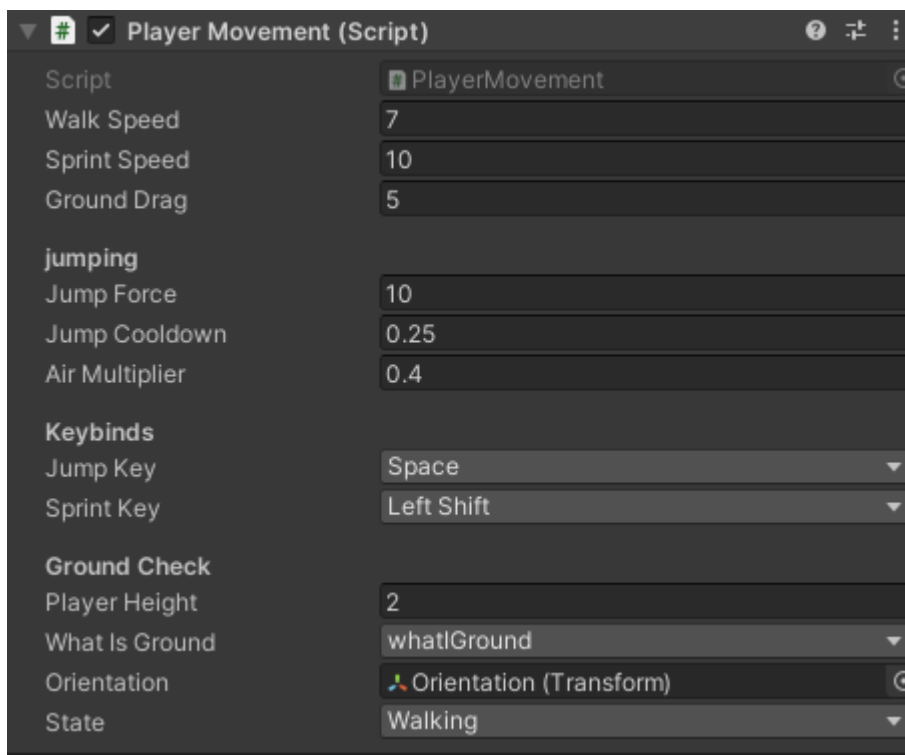 Player Movement (Script)
Script PlayerMovement
Walk Speed 7
Sprint Speed 10
Ground Drag 5
jumping
Jump Force 10
Jump Cooldown 0.25
Air Multiplier 0.4
Keybinds
Jump Key Space
Sprint Key Left Shift
Ground Check
Player Height 2
What Is Ground whatIGround
Orientation Orientation (Transform)
State Walking